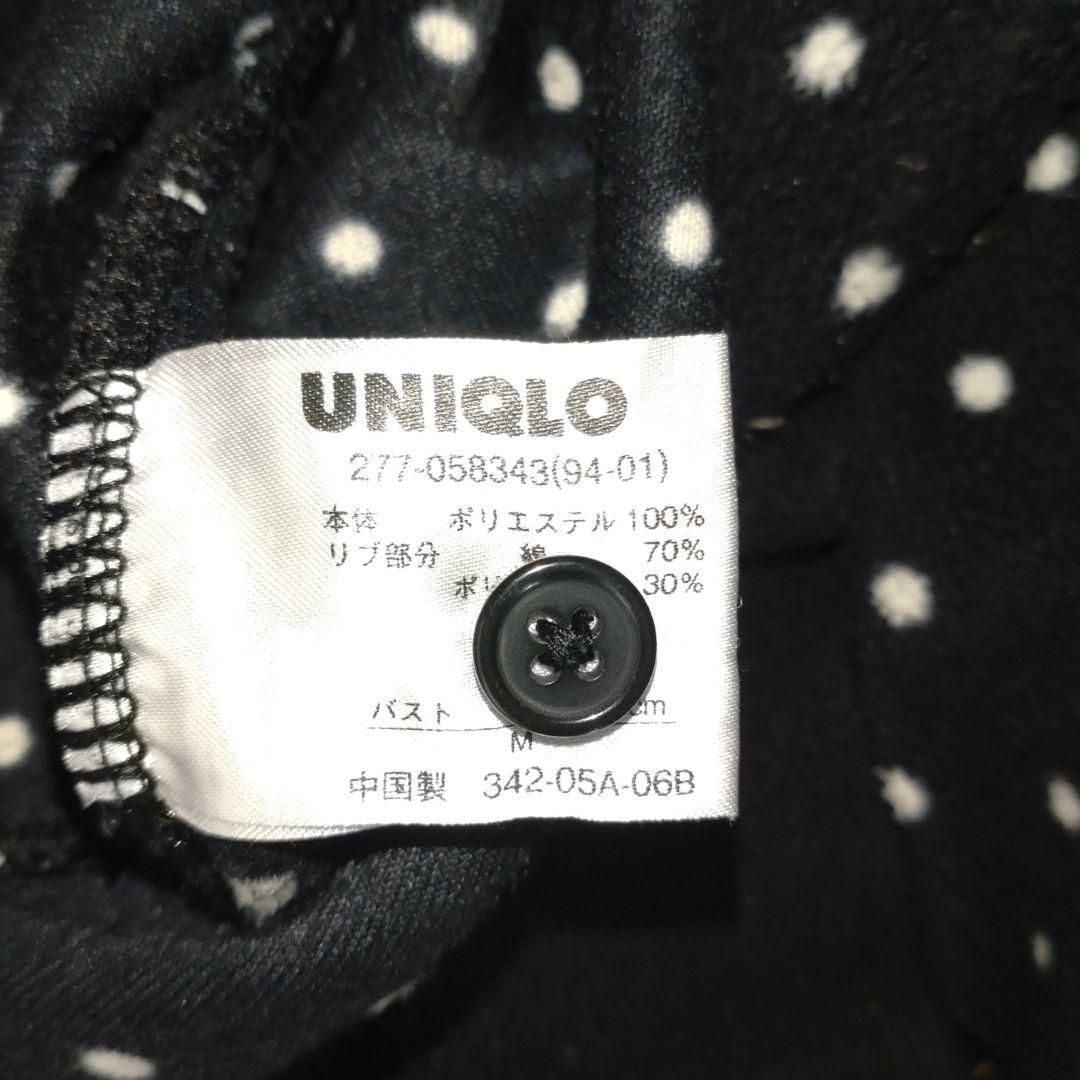 UNIQLO
277-058343(94-01)
本体 ポリエステル 100%
リブ部分 綿 70%
30%
バスト cm
M
中国製 342-05A-06B